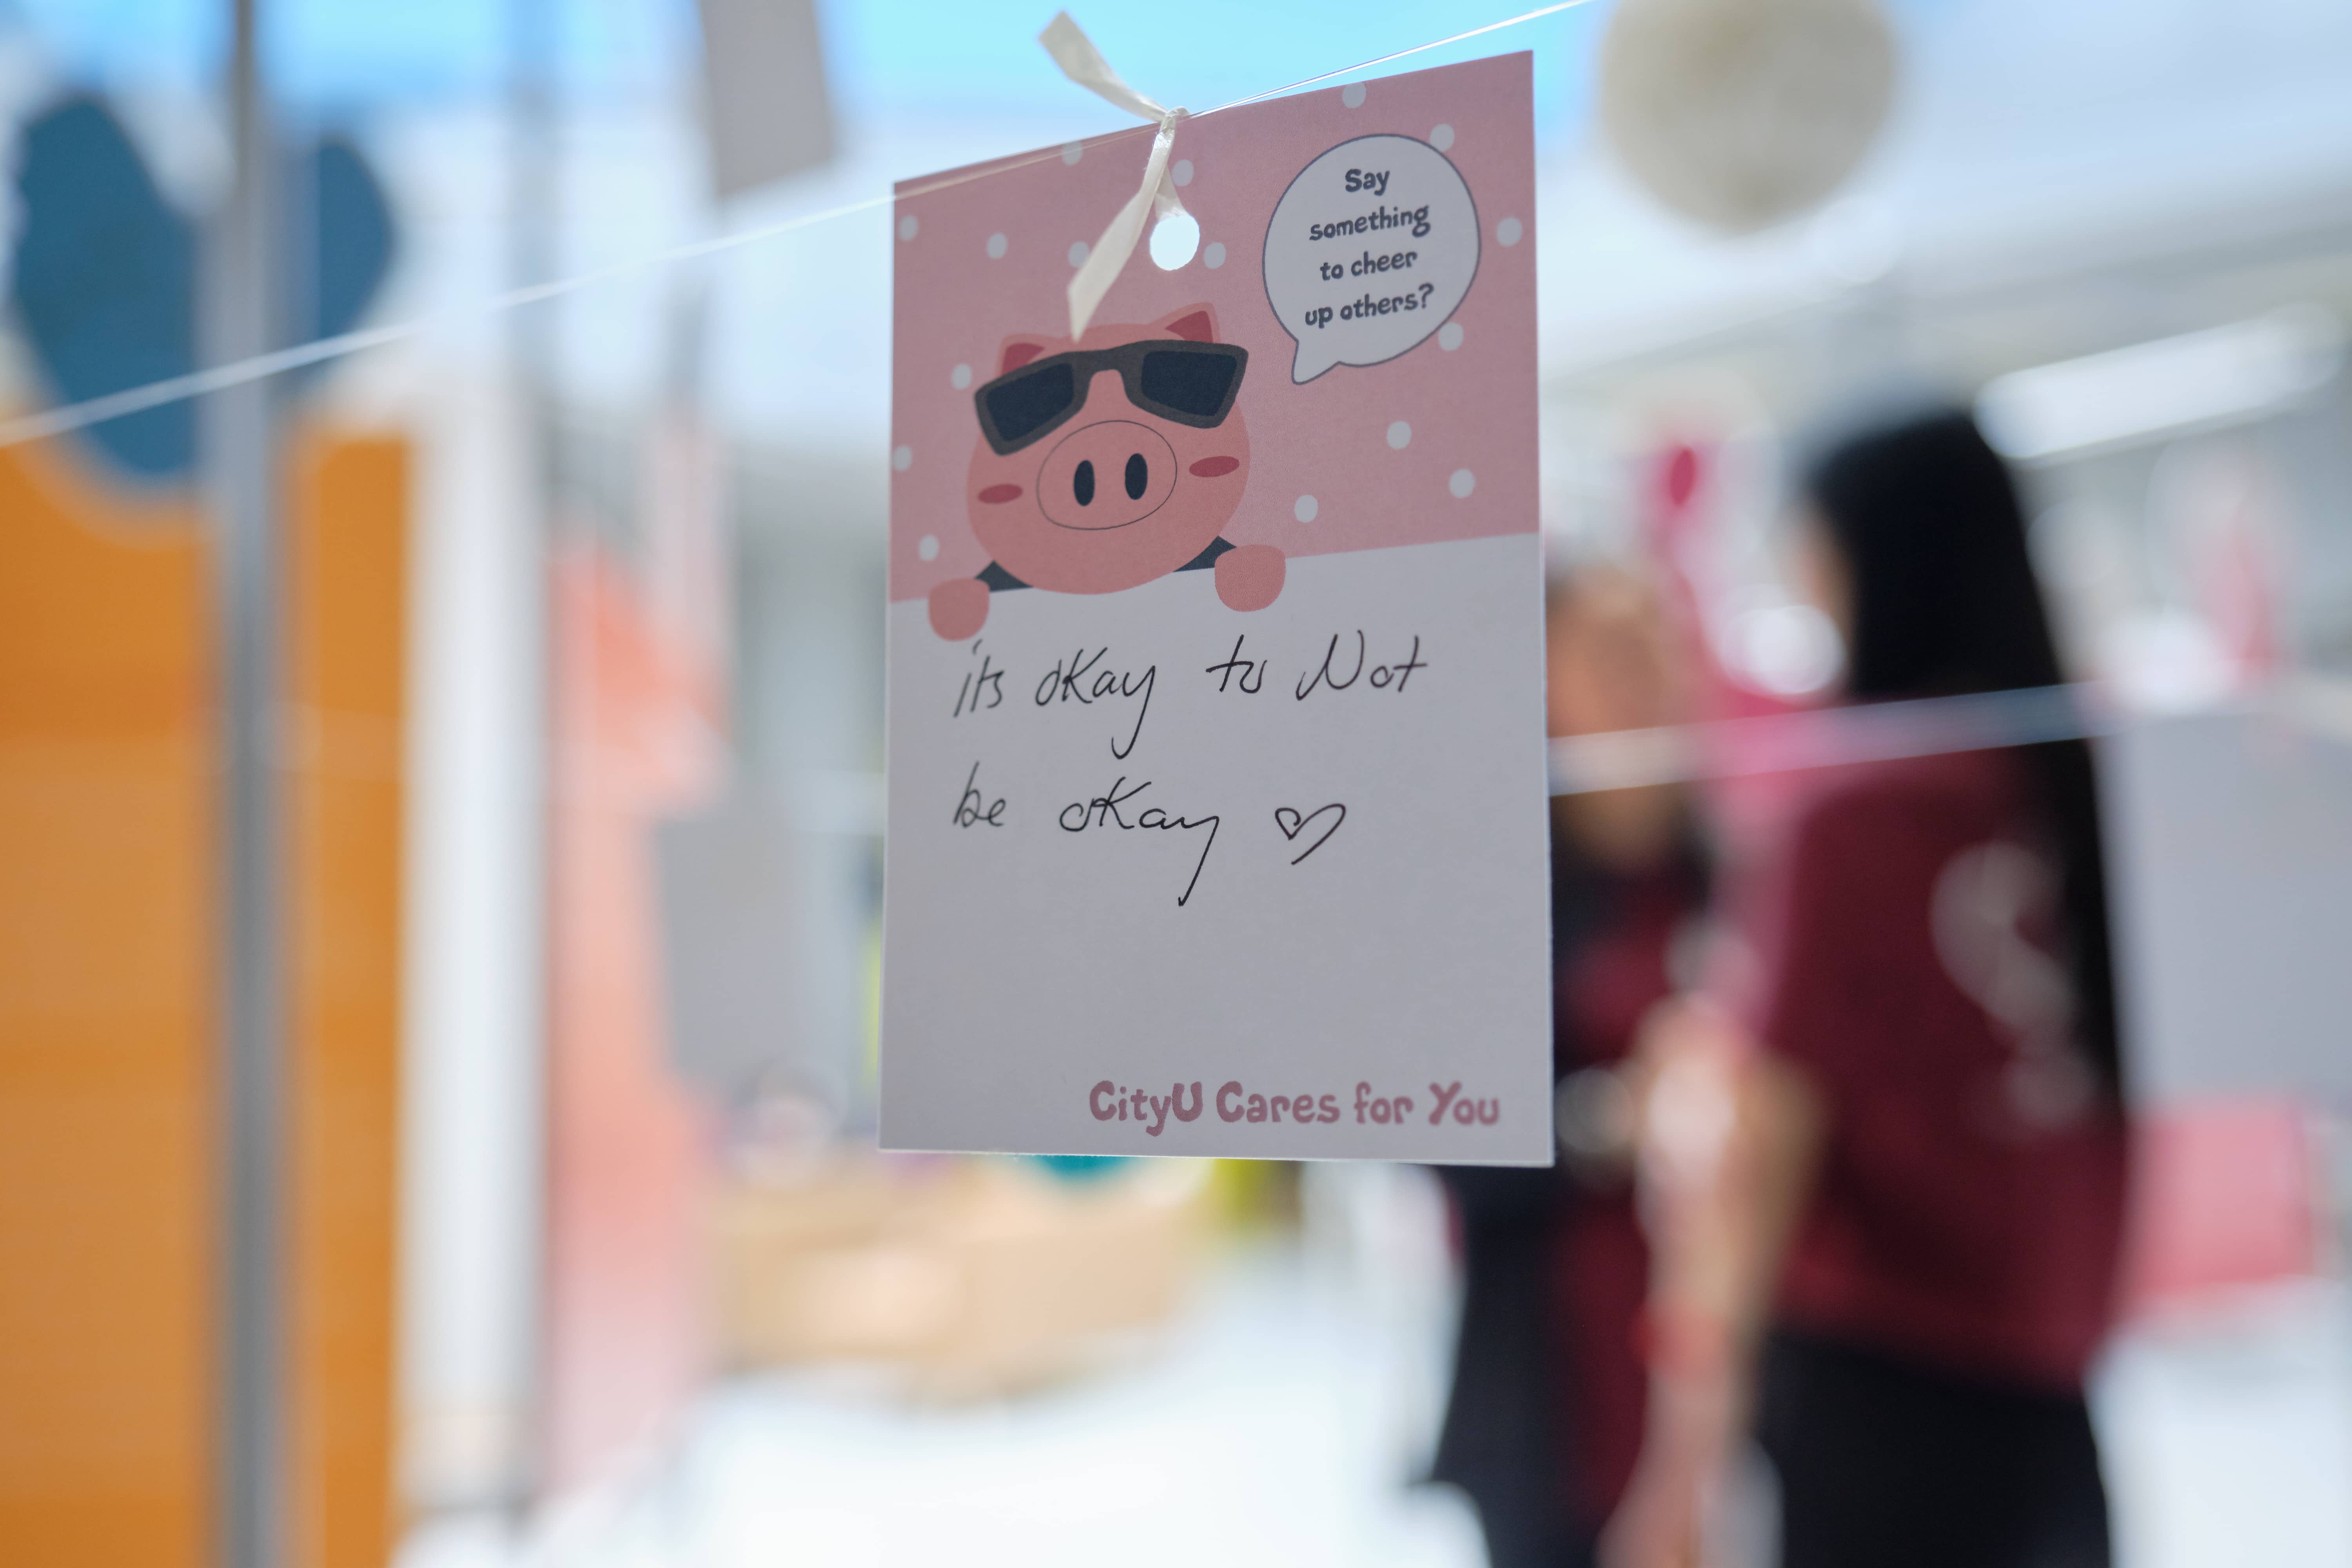 Say
something
to cheer
up others?
its okay to Not
be okay ♡
CityU Cares for You